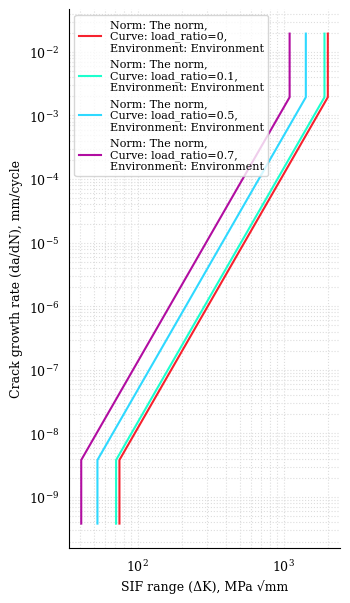 Norm: The norm,
Curve: load_ratio=0,
Environment: Environment
Norm: The norm,
Curve: load_ratio=0.1,
Environment: Environment
Norm: The norm,
Curve: load_ratio=0.5,
Environment: Environment
Norm: The norm,
Curve: load_ratio=0.7,
Environment: Environment
Crack growth rate (da/dN), mm/cycle
10⁻²
10⁻³
10⁻⁴
10⁻⁵
10⁻⁶
10⁻⁷
10⁻⁸
10⁻⁹
10² 10³
SIF range (ΔK), MPa √mm